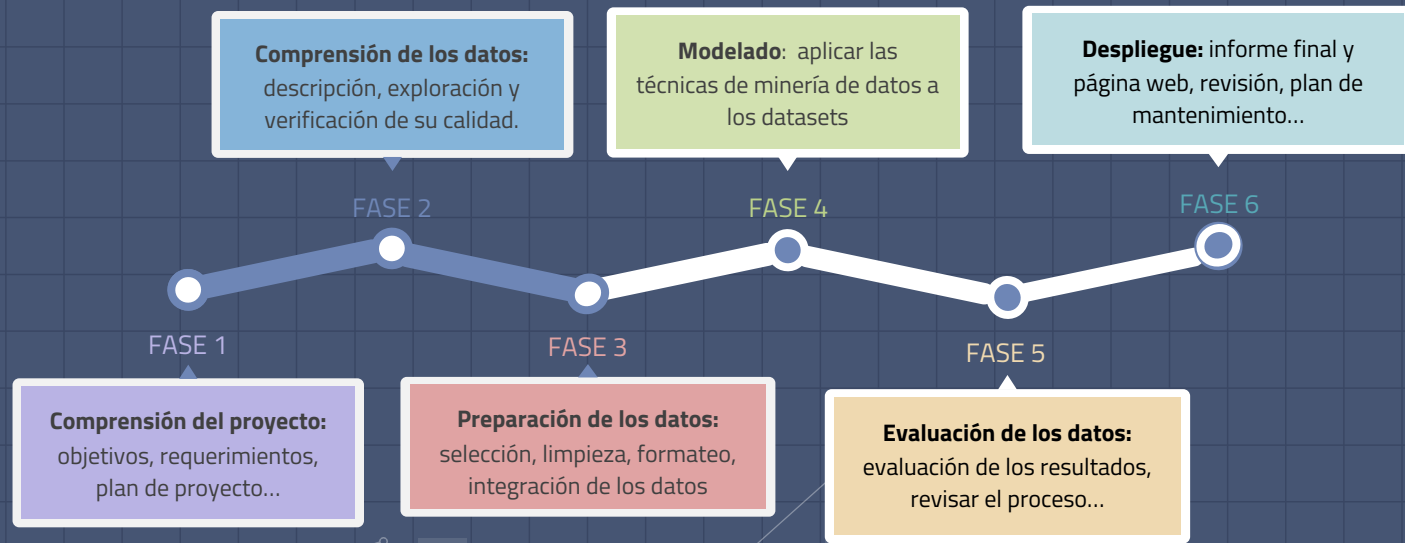 Comprensión de los datos:
descripción, exploración y
verificación de su calidad.
Modelado:  aplicar las
técnicas de minería de datos a
los datasets
Despliegue: informe final y
página web, revisión, plan de
mantenimiento...
FASE 2
FASE 4
FASE 6
FASE 1
FASE 3
FASE 5
Comprensión del proyecto:
objetivos, requerimientos,
plan de proyecto...
Preparación de los datos:
selección, limpieza, formateo,
integración de los datos
Evaluación de los datos:
evaluación de los resultados,
revisar el proceso...